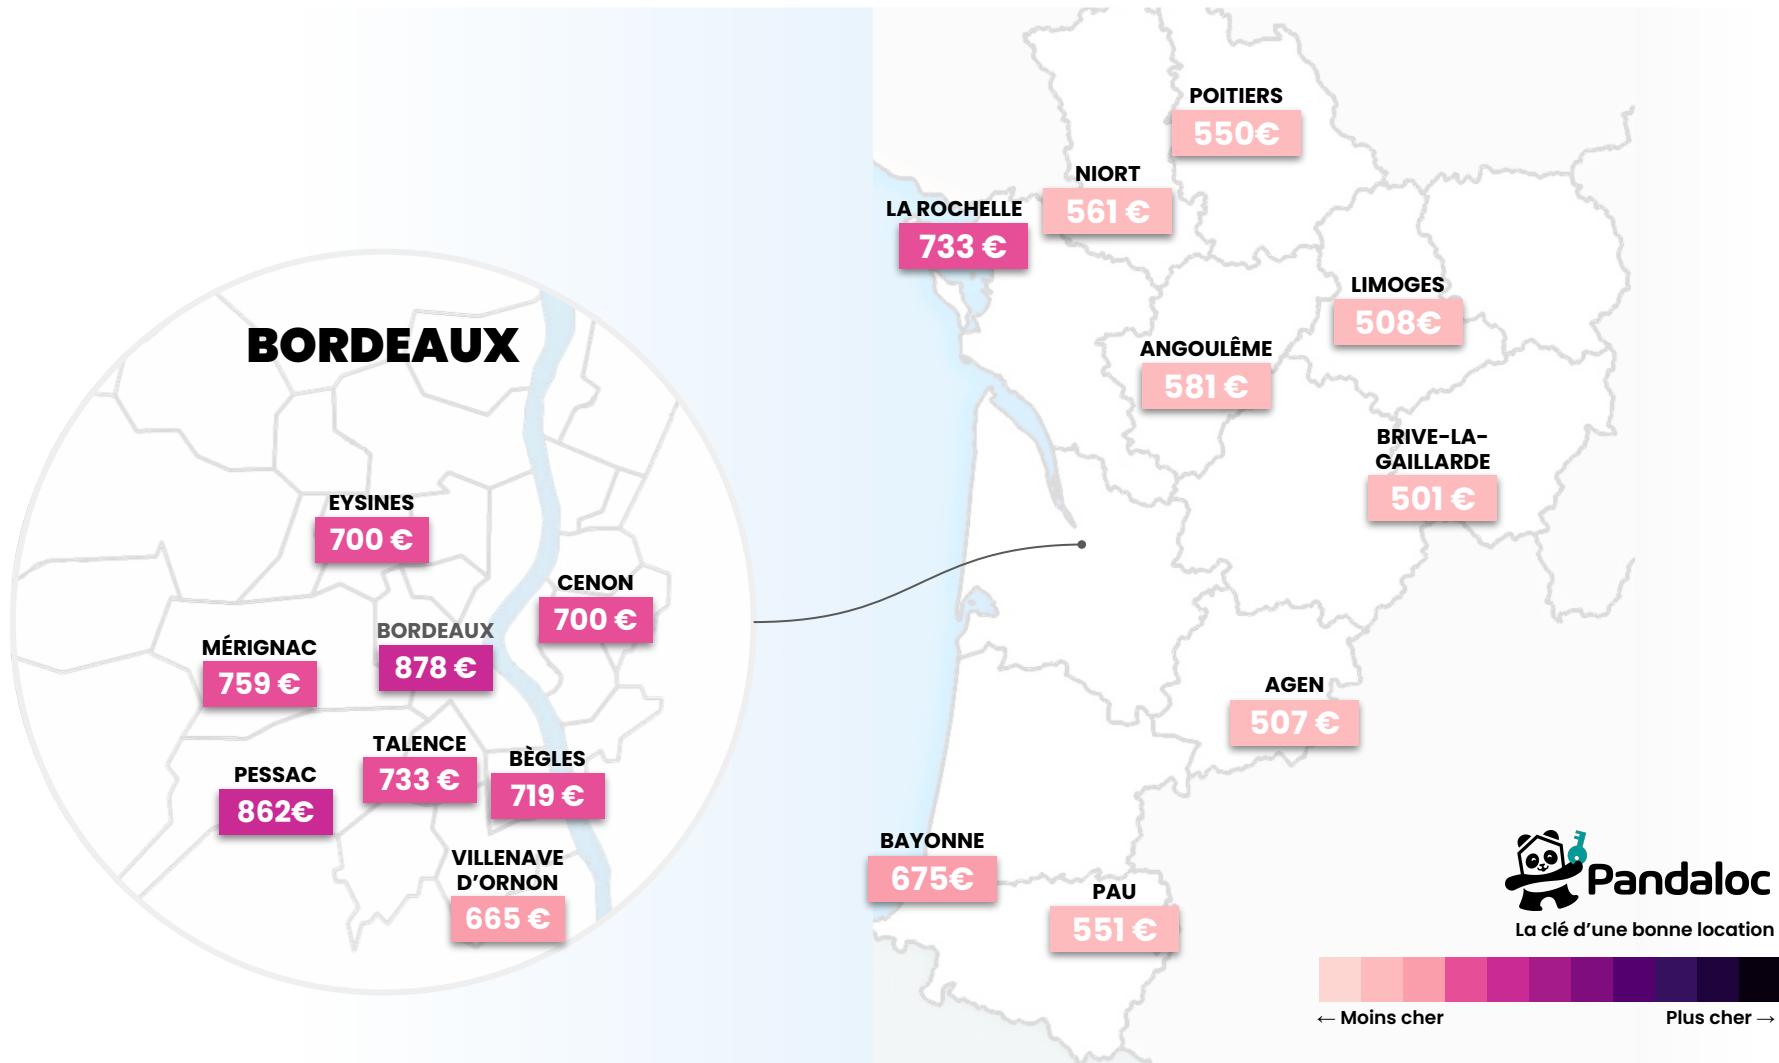 BORDEAUX
EYSINES
700 €
CENON
700 €
BORDEAUX
878 €
MÉRIGNAC
759 €
TALENCE
733 €
BÈGLES
719 €
PESSAC
862€
VILLENAVE
D'ORNON
665 €
POITIERS
550€
NIORT
561 €
LA ROCHELLE
733 €
LIMOGES
508€
ANGOULÊME
581 €
BRIVE-LA-
GAILLARDE
501 €
AGEN
507 €
BAYONNE
675€
PAU
551 €
Pandaloc
La clé d'une bonne location
← Moins cher
Plus cher →